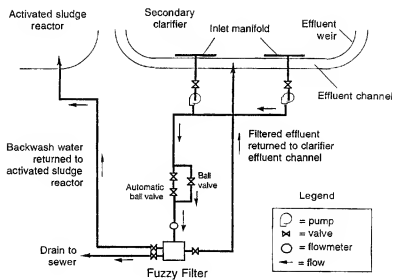 Activated sludge
reactor
Secondary
clarifier
Inlet manifold
Effluent
weir
Effluent channel
Filtered effluent
returned to clarifier
effluent channel
Backwash water
returned to
activated sludge
reactor
Automatic
ball valve
Ball
valve
Drain to
sewer
Fuzzy Filter
Legend
= pump
= valve
= flowmeter
= flow